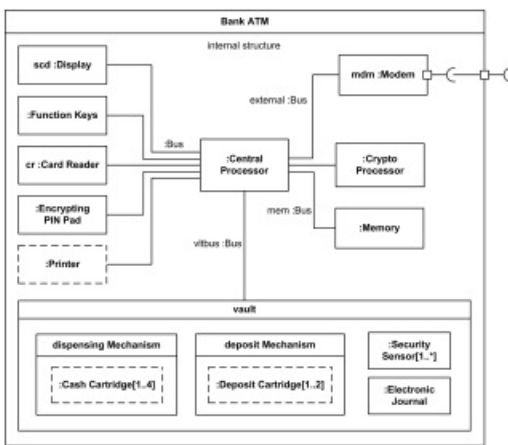 Bank ATM
internal structure
scd :Display
mdm :Modem
:Function Keys
external :Bus
:Bus
cr :Card Reader
:Central
Processor
:Crypto
Processor
:Encrypting
PIN Pad
mem :Bus
:Memory
:Printer
vltbus :Bus
vault
dispensing Mechanism
deposit Mechanism
:Security
Sensor[1..*]
:Cash Cartridge[1..4]
:Deposit Cartridge[1..2]
:Electronic
Journal